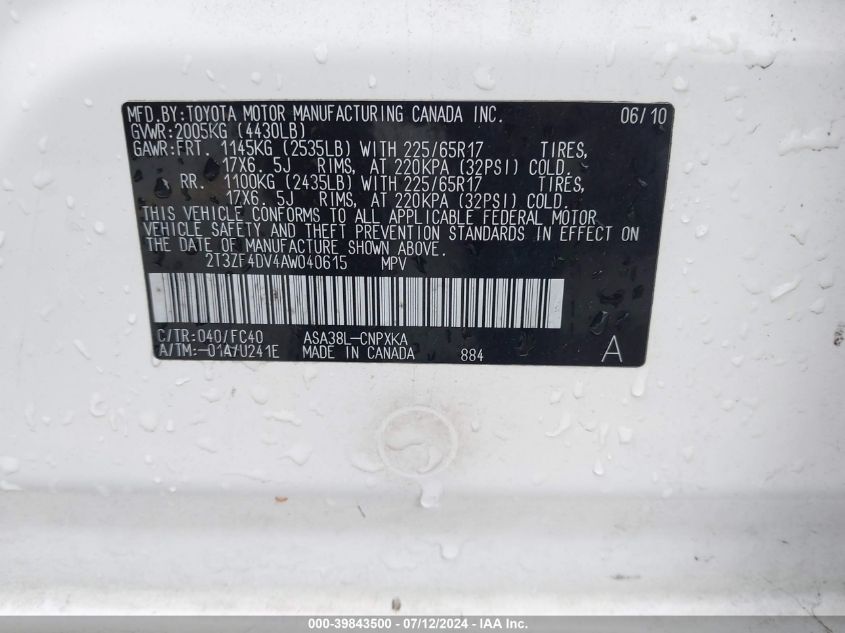 MFD.BY:TOYOTA MOTOR MANUFACTURING CANADA INC. 06/10
GVWR:2005KG (4430LB)
GAWR:FRT. 1145KG (2535LB) WITH 225/65R17 TIRES,
17X6. 5J RIMS, AT 220KPA (32PSI) COLD.
RR. 1100KG (2435LB) WITH 225/65R17 TIRES,
17X6. 5J RIMS, AT 220KPA (32PSI) COLD.
THIS VEHICLE CONFORMS TO ALL APPLICABLE FEDERAL MOTOR
VEHICLE SAFETY AND THEFT PREVENTION STANDARDS IN EFFECT ON
THE DATE OF MANUFACTURE SHOWN ABOVE.
2T3ZF4DV4AW040615 MPV
C/TR:040/FC40 ASA38L-CNPXKA
A/TM:-01A/U241E MADE IN CANADA 884 A
000-39843500 - 07/12/2024 - IAA Inc.